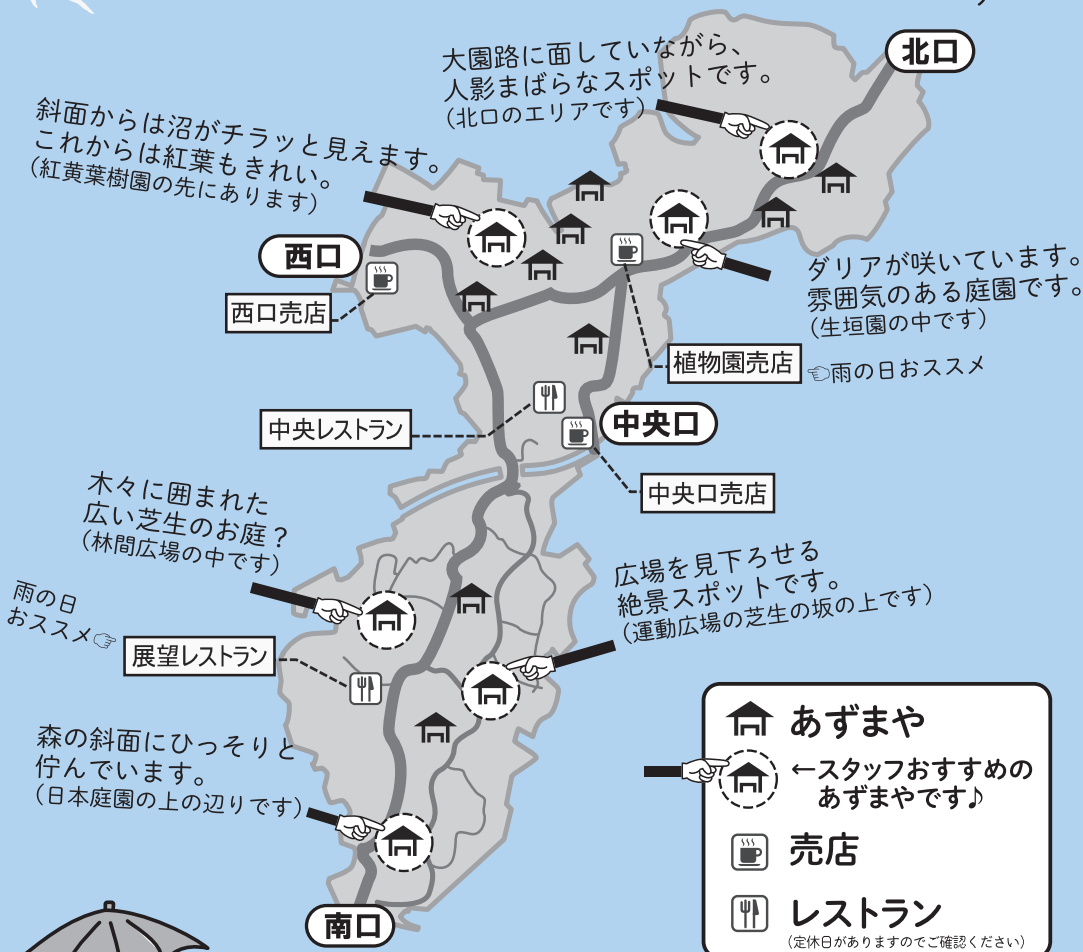 大園路に面していながら、
人影まばらなスポットです。
(北口のエリアです)
北口
斜面からは沼がチラッと見えます。
これからは紅葉もきれい。
(紅黄葉樹園の先にあります)
西口
西口売店
ダリアが咲いています。
雰囲気のある庭園です。
(生垣園の中です)
植物園売店
☜雨の日おススメ
中央レストラン
中央口
中央口売店
木々に囲まれた
広い芝生のお庭？
(林間広場の中です)
広場を見下ろせる
絶景スポットです。
(運動広場の芝生の坂の上です)
雨の日
おススメ☞
展望レストラン
森の斜面にひっそりと
佇んでいます。
(日本庭園の上の辺りです)
南口
あずまや
←スタッフおすすめの
あずまやです♪
売店
レストラン
(定休日がありますのでご確認ください)